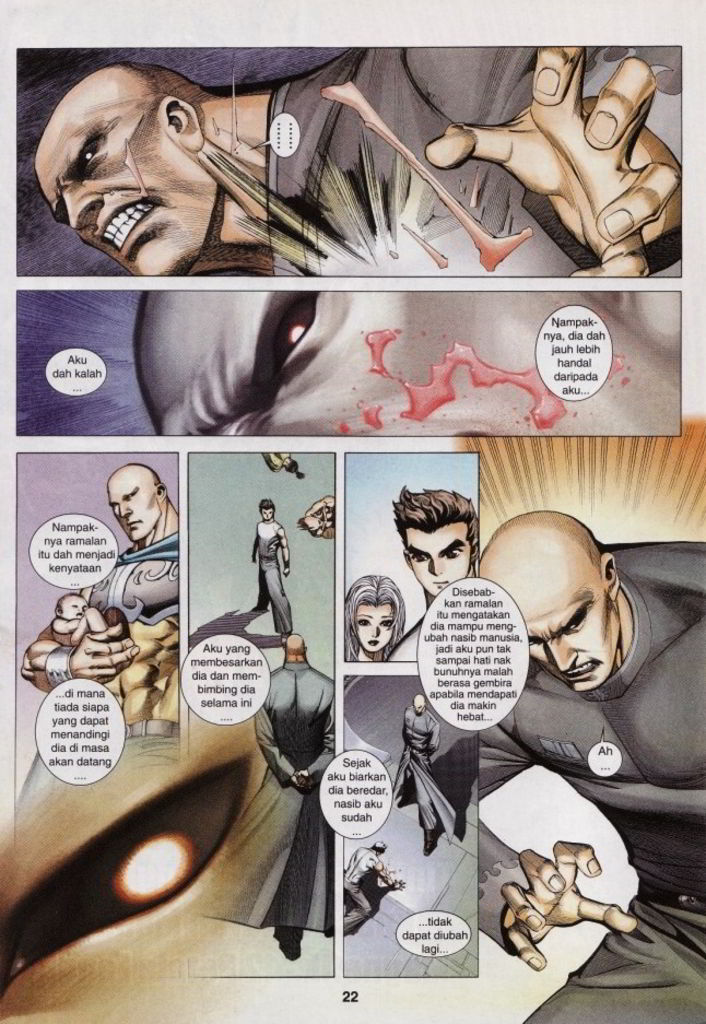 Aku
dah kalah
...
Nampak-
nya, dia dah
jauh lebih
handal
daripada
aku...
Nampak-
nya ramalan
itu dah menjadi
kenyataan
...
...di mana
tiada siapa
yang dapat
menandingi
dia di masa
akan datang
....
Aku yang
membesarkan
dia dan mem-
bimbing dia
selama ini
....
Disebab-
kan ramalan
itu mengatakan
dia mampu meng-
ubah nasib manusia,
jadi aku pun tak
sampai hati nak
bunuhnya malah
berasa gembira
apabila mendapati
dia makin
hebat...
Sejak
aku biarkan
dia beredar,
nasib aku
sudah
...
...tidak
dapat diubah
lagi...
Ah
...
22